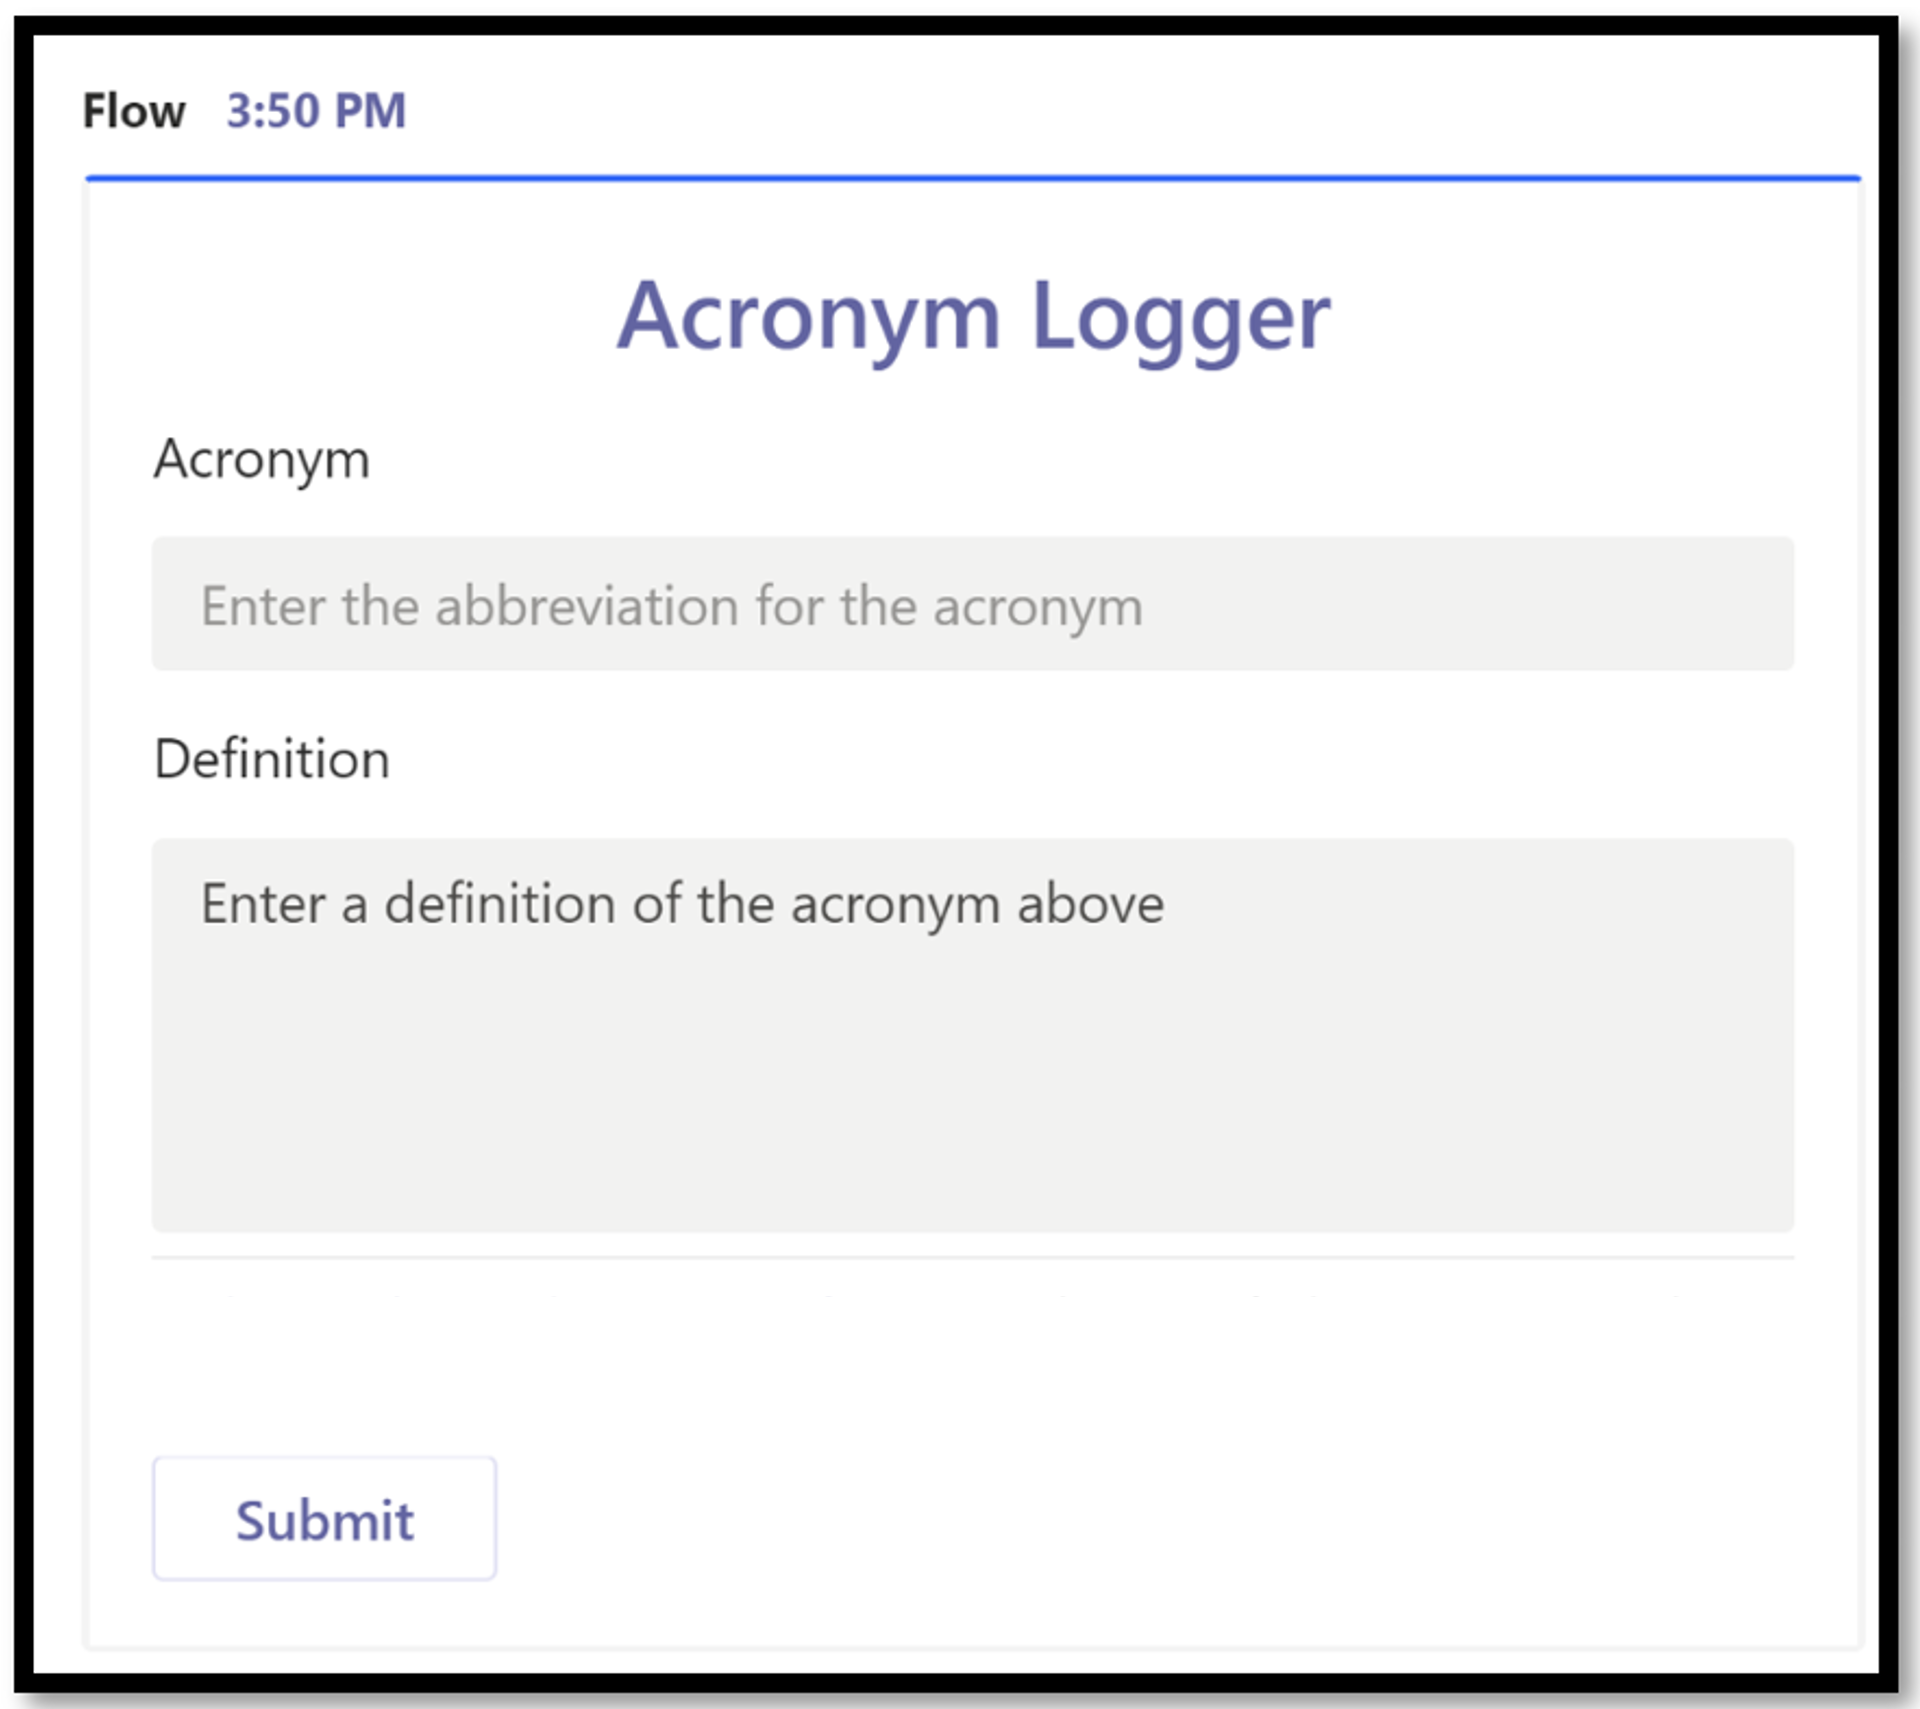 Flow 3:50 PM
Acronym Logger
Acronym
Enter the abbreviation for the acronym
Definition
Enter a definition of the acronym above
Submit